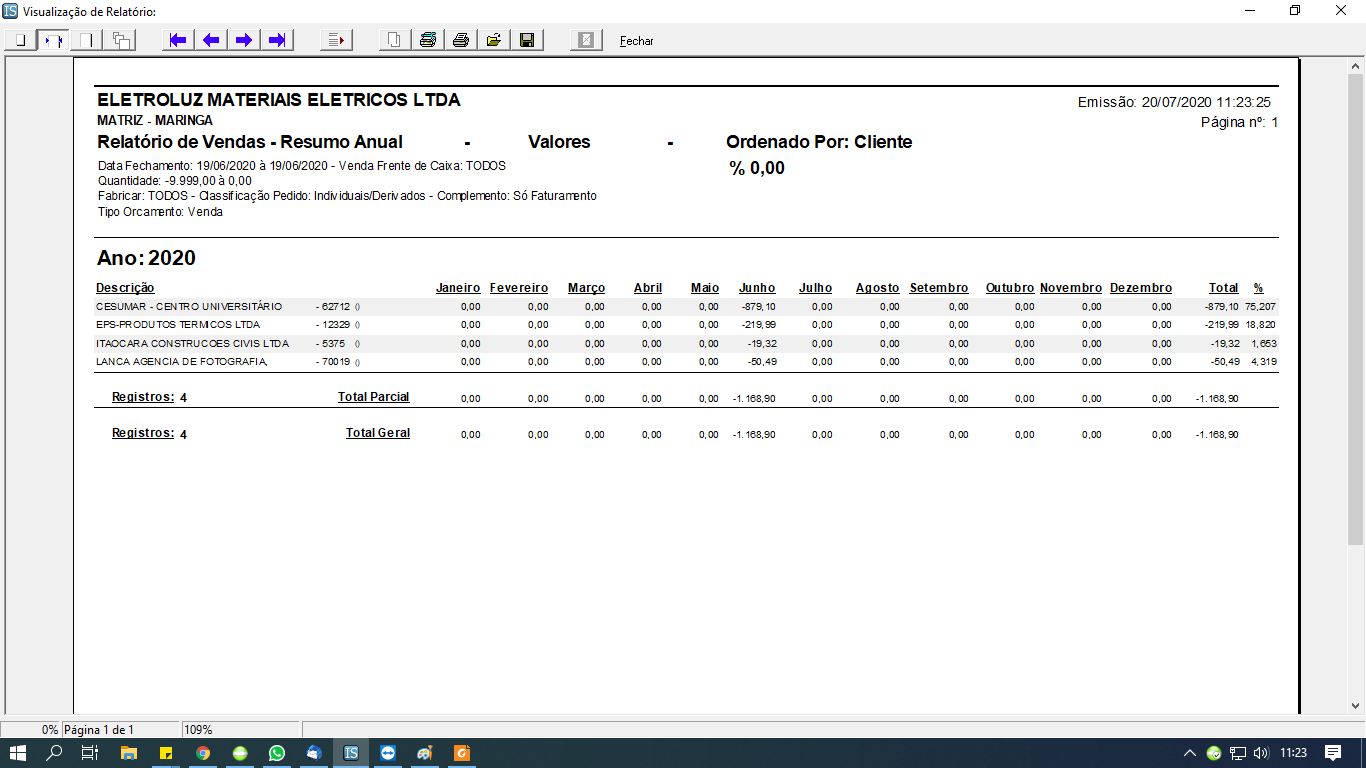 Visualização de Relatório:
Fechar
ELETROLUZ MATERIAIS ELETRICOS LTDA
Emissão: 20/07/2020 11:23:25
MATRIZ - MARINGA
Página nº: 1
Relatório de Vendas - Resumo Anual - Valores - Ordenado Por: Cliente
Data Fechamento: 19/06/2020 à 19/06/2020 - Venda Frente de Caixa: TODOS
% 0,00
Quantidade: -9.999,00 à 0,00
Fabricar: TODOS - Classificação Pedido: Individuais/Derivados - Complemento: Só Faturamento
Tipo Orcamento: Venda
Ano: 2020
Descrição Janeiro Fevereiro Março Abril Maio Junho Julho Agosto Setembro Outubro Novembro Dezembro Total %
CESUMAR - CENTRO UNIVERSITÁRIO - 62712 () 0,00 0,00 0,00 0,00 0,00 -879,10 0,00 0,00 0,00 0,00 0,00 0,00 -879,10 75,207
EPS-PRODUTOS TERMICOS LTDA - 12329 () 0,00 0,00 0,00 0,00 0,00 -219,99 0,00 0,00 0,00 0,00 0,00 0,00 -219,99 18,820
ITAOCARA CONSTRUCOES CIVIS LTDA - 5375 () 0,00 0,00 0,00 0,00 0,00 -19,32 0,00 0,00 0,00 0,00 0,00 0,00 -19,32 1,653
LANCA AGENCIA DE FOTOGRAFIA, - 70019 () 0,00 0,00 0,00 0,00 0,00 -50,49 0,00 0,00 0,00 0,00 0,00 0,00 -50,49 4,319
Registros: 4 Total Parcial 0,00 0,00 0,00 0,00 0,00 -1.168,90 0,00 0,00 0,00 0,00 0,00 0,00 -1.168,90
Registros: 4 Total Geral 0,00 0,00 0,00 0,00 0,00 -1.168,90 0,00 0,00 0,00 0,00 0,00 0,00 -1.168,90
0% Página 1 de 1 109%
IS 11:23